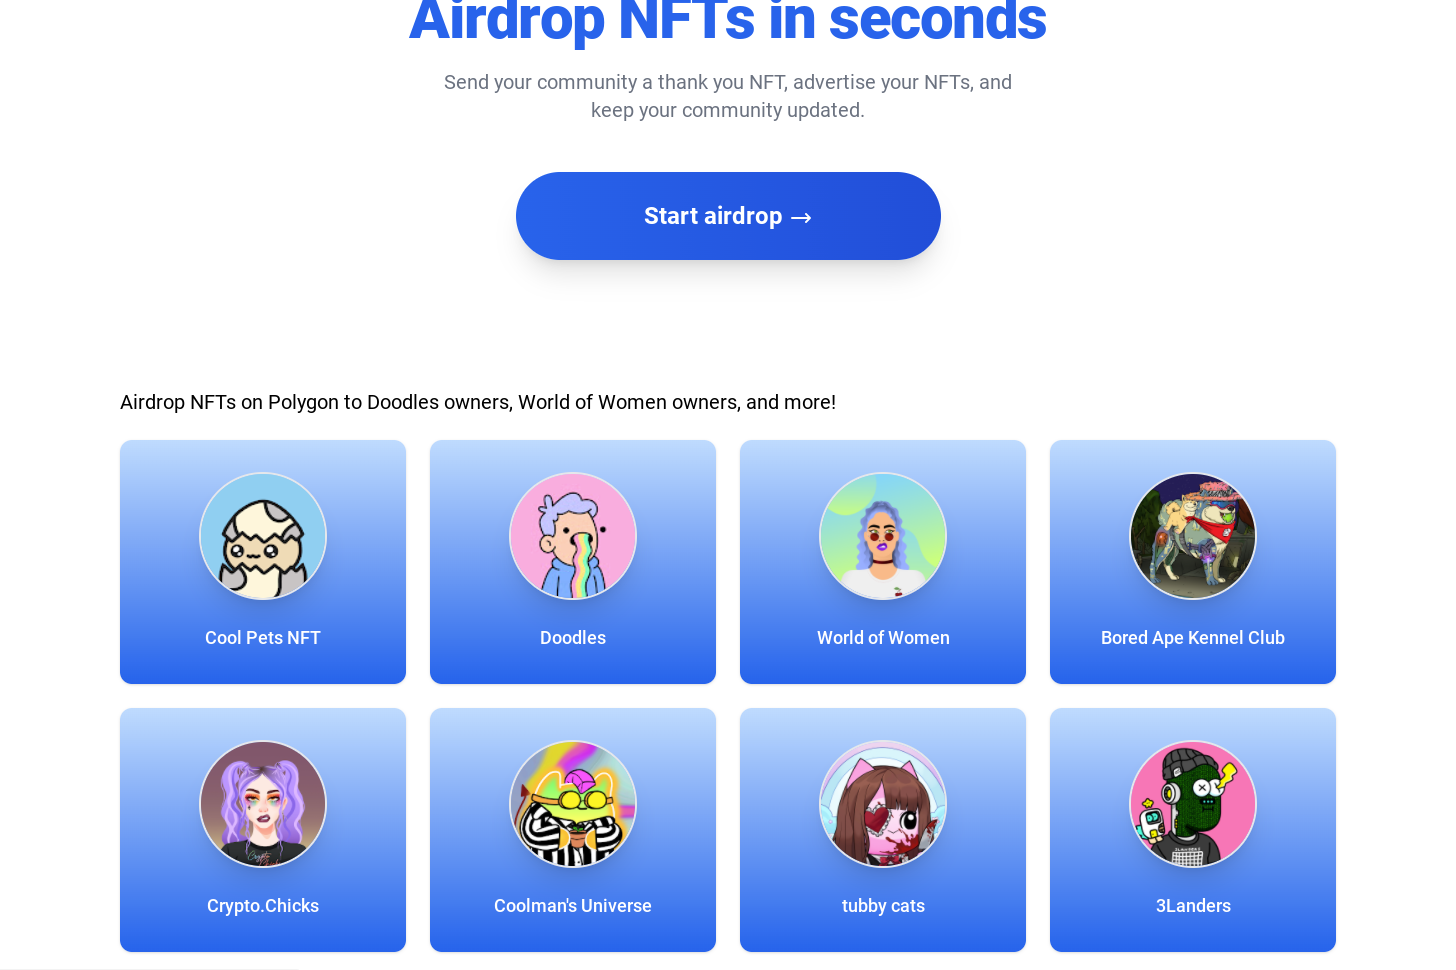 Airdrop NFTs in seconds
Send your community a thank you NFT, advertise your NFTs, and
keep your community updated.
Start airdrop →
Airdrop NFTs on Polygon to Doodles owners, World of Women owners, and more!
Cool Pets NFT
Doodles
World of Women
Bored Ape Kennel Club
Crypto.Chicks
Coolman's Universe
tubby cats
3Landers